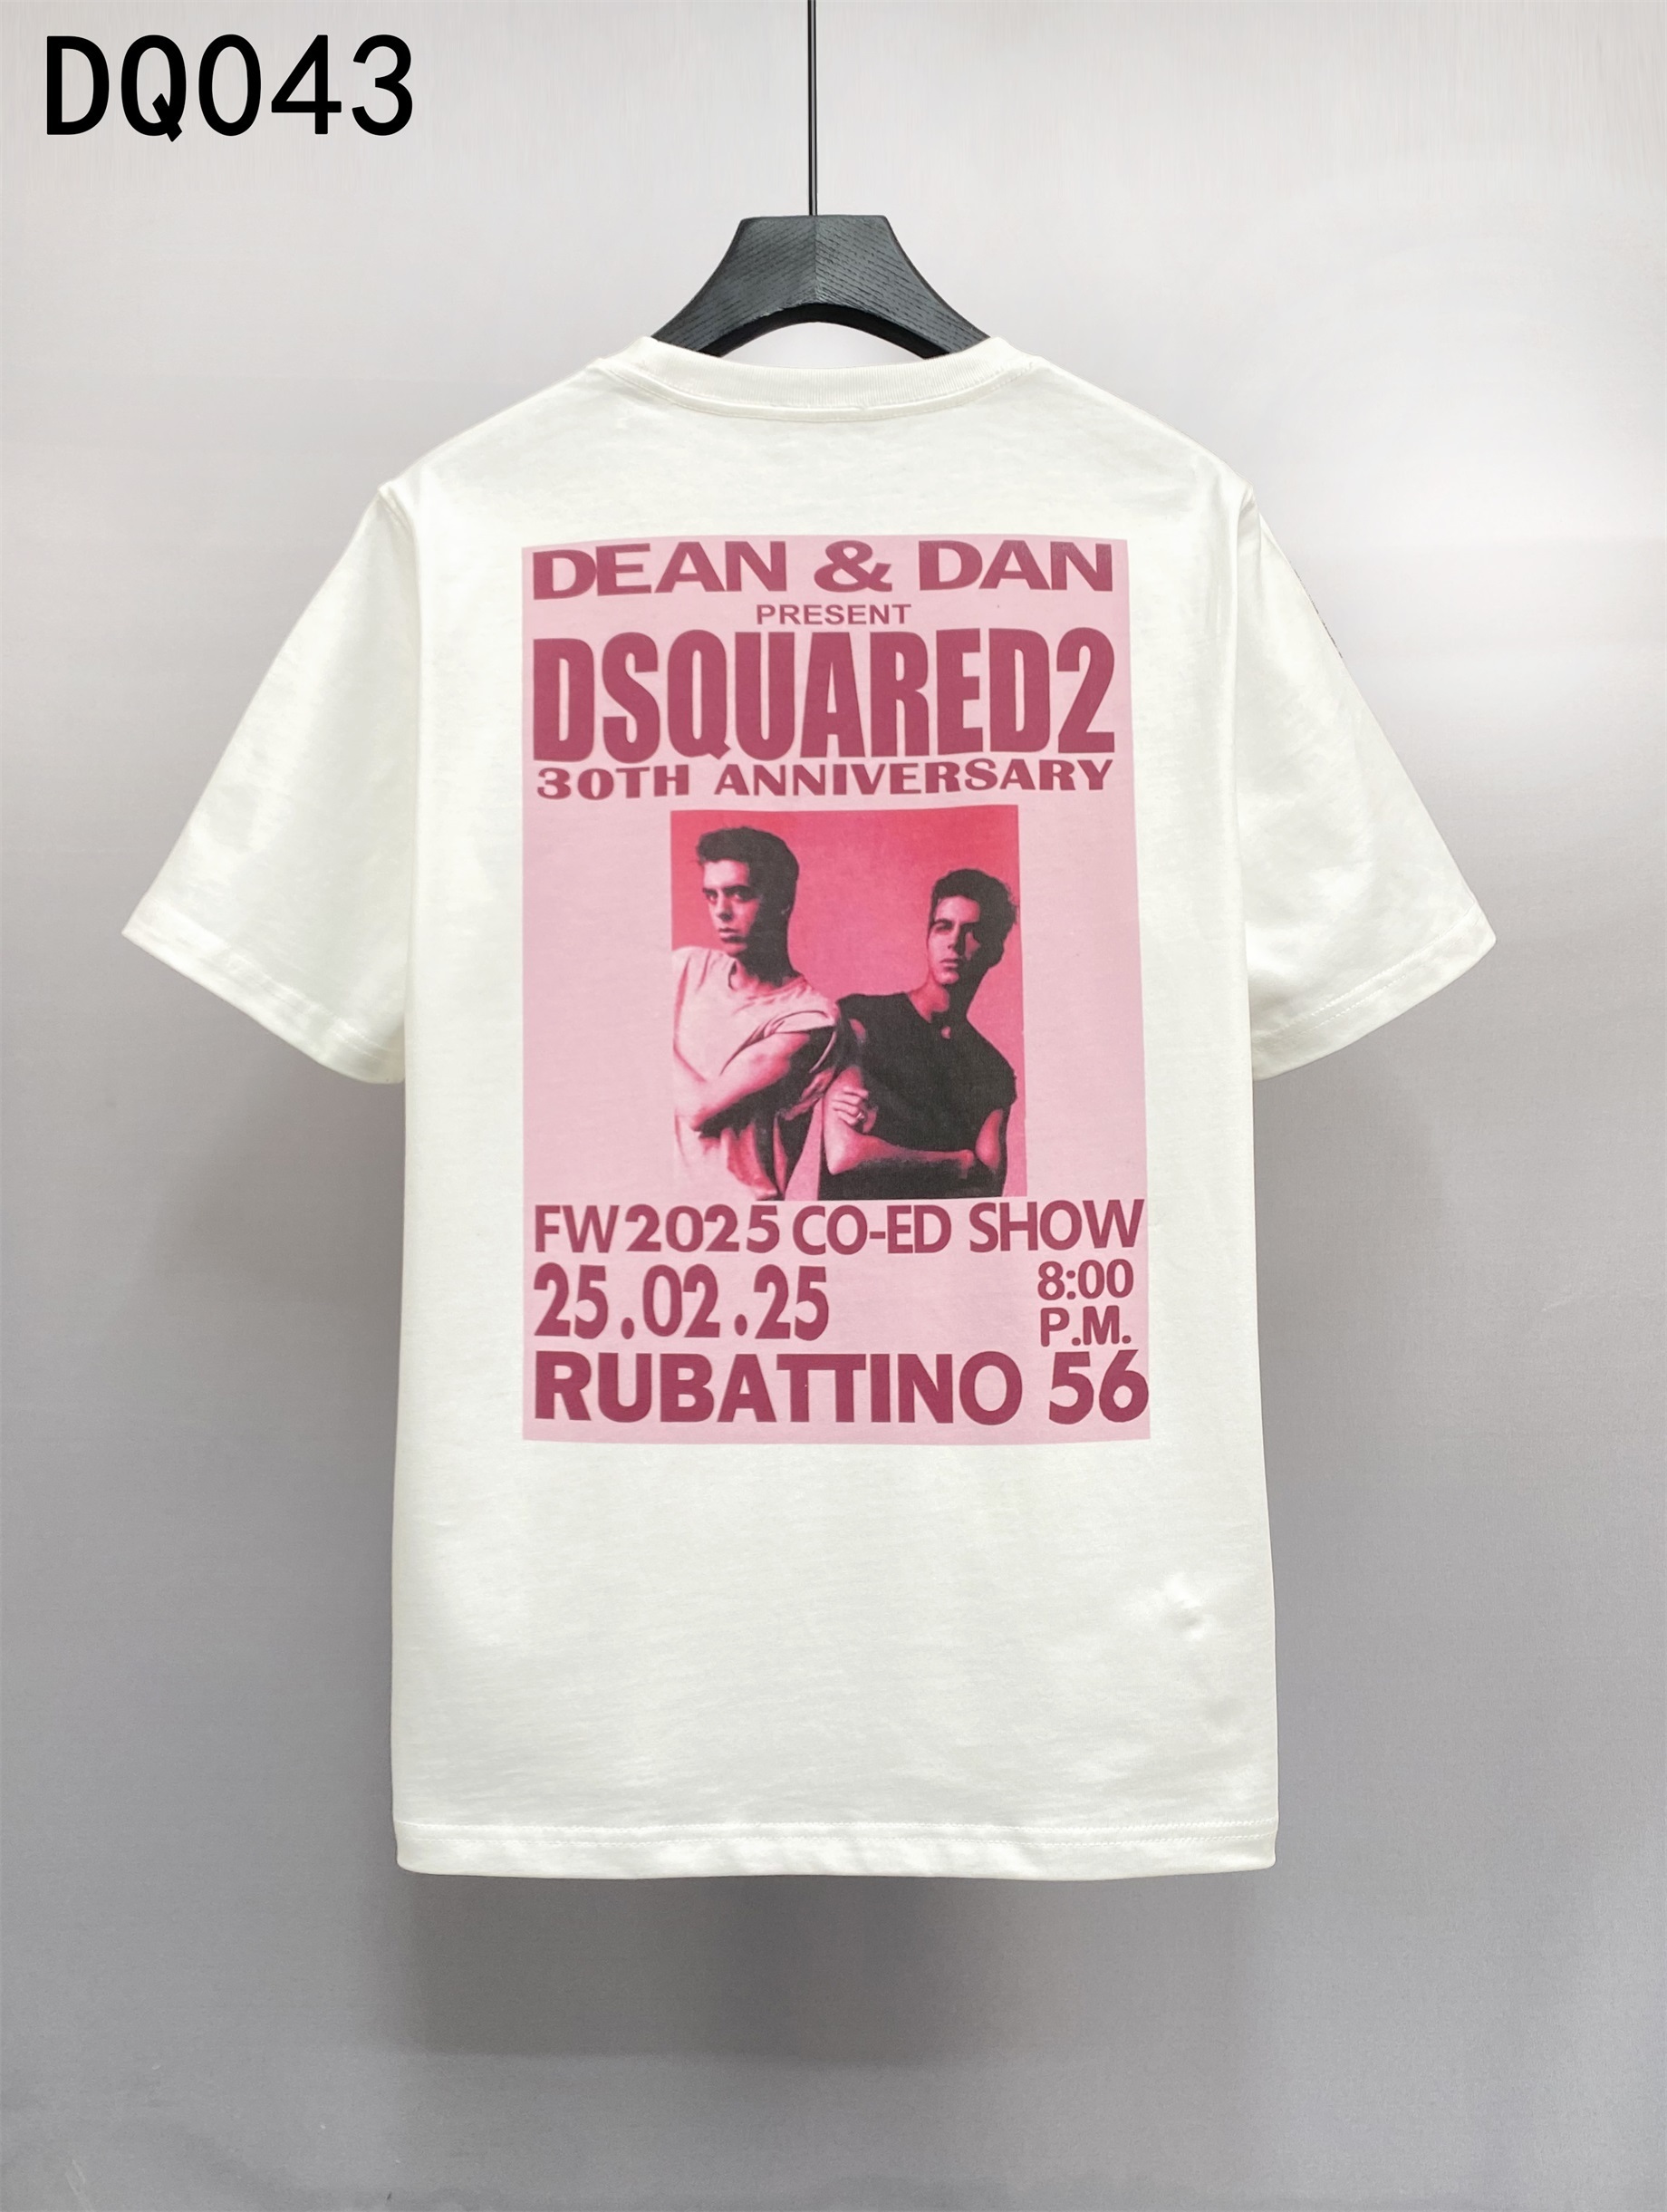 DQ043
DEAN & DAN
PRESENT
DSQUARED2
30TH ANNIVERSARY
FW2025 CO-ED SHOW
25.02.25
8:00
P.M.
RUBATTINO 56